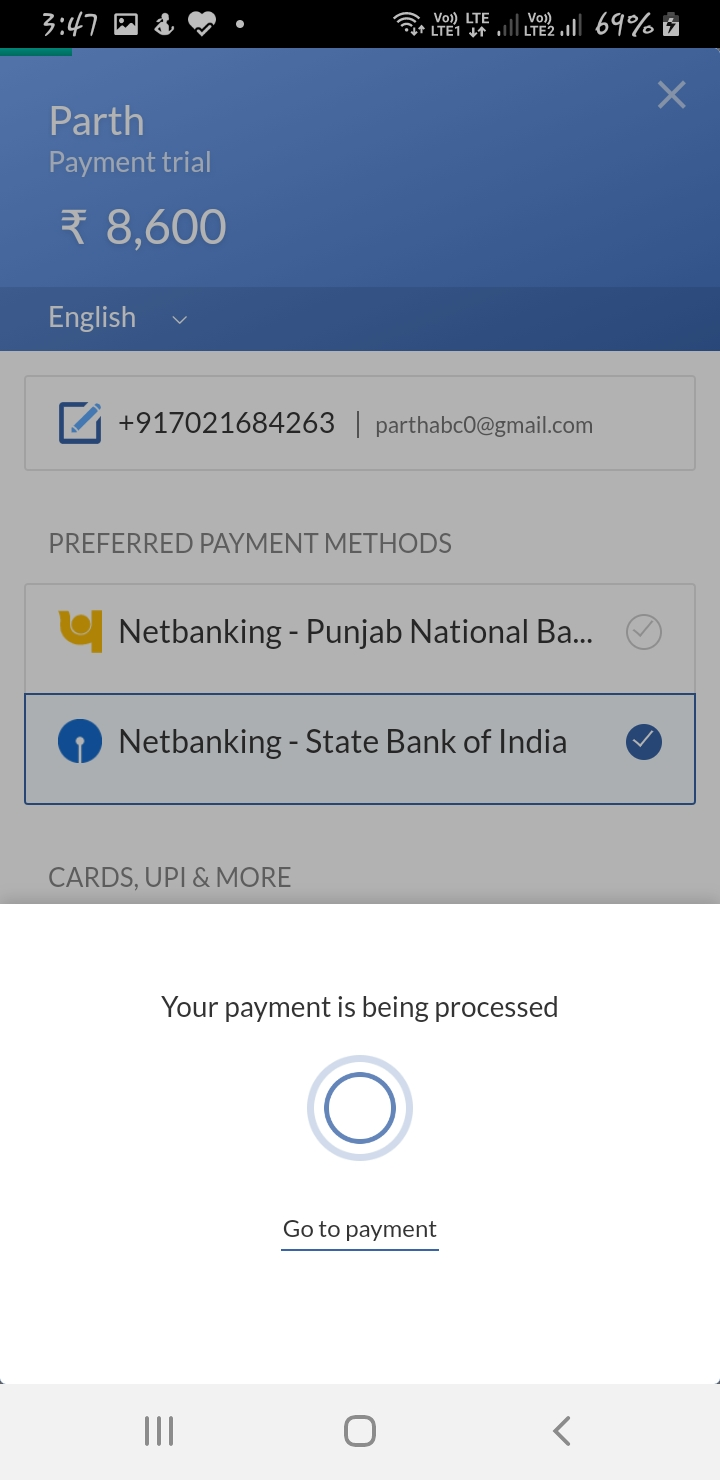 3:47
Vo) LTE
LTE1
Vo)
LTE2
69%
Parth
Payment trial
₹ 8,600
English
+917021684263 | parthabc0@gmail.com
PREFERRED PAYMENT METHODS
Netbanking - Punjab National Ba...
Netbanking - State Bank of India
CARDS, UPI & MORE
Your payment is being processed
Go to payment